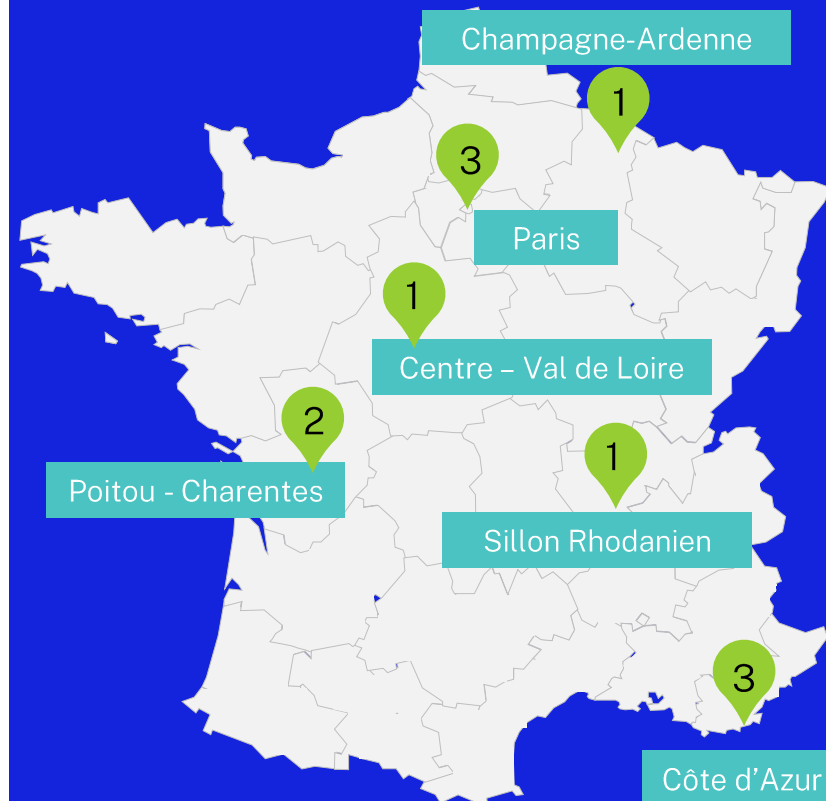 Champagne-Ardenne
1
3
Paris
1
Centre – Val de Loire
2
Poitou - Charentes
1
Sillon Rhodanien
3
Côte d’Azur